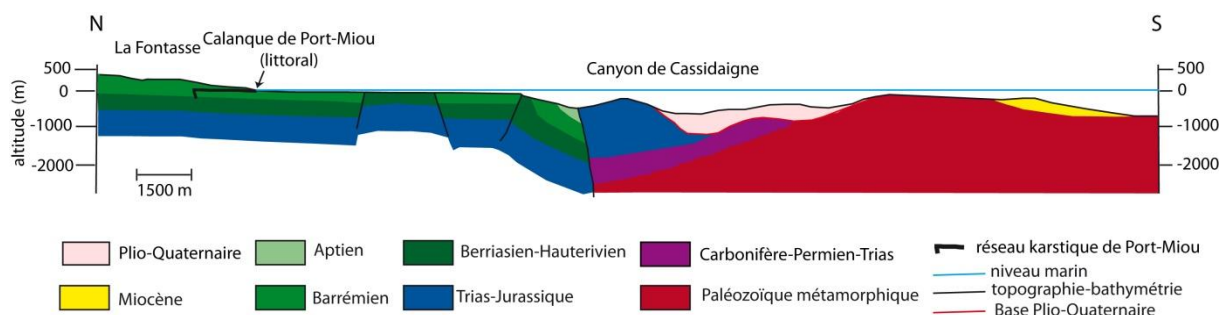 N
S
La Fontasse
Calanque de Port-Miou
(littoral)
Canyon de Cassidaigne
altitude (m)
500
0
-1000
-2000
500
0
-1000
-2000
1500 m
Plio-Quaternaire
Aptien
Berriasien-Hauterivien
Carbonifère-Permien-Trias
réseau karstique de Port-Miou
niveau marin
topographie-bathymétrie
Base Plio-Quaternaire
Miocène
Barrémien
Trias-Jurassique
Paléozoïque métamorphique